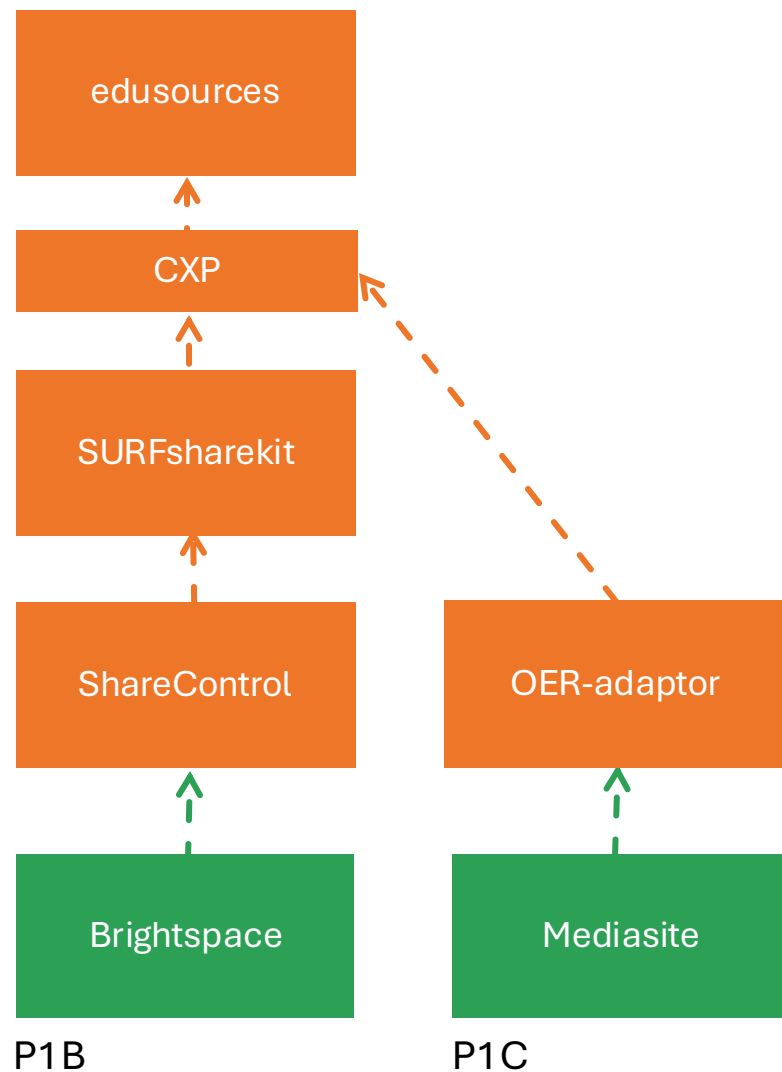 edusources
CXP
SURFsharekit
ShareControl
OER-adaptor
Brightspace
Mediasite
P1B
P1C